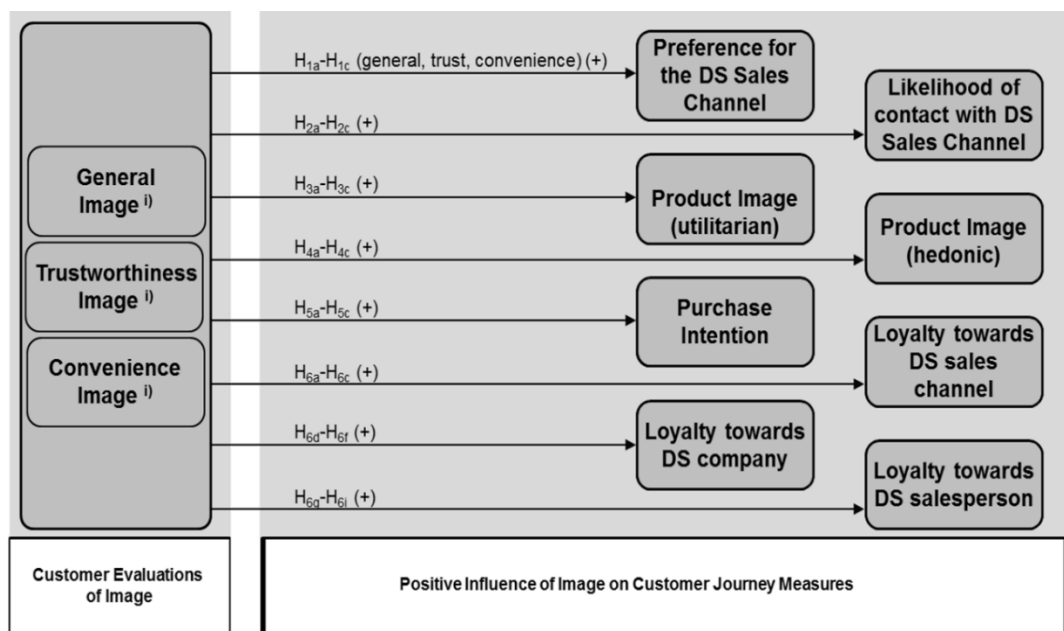 General
Image i)
Trustworthiness
Image i)
Convenience
Image i)
H1a-H1c (general, trust, convenience) (+)
Preference for
the DS Sales
Channel
H2a-H2c (+)
Likelihood of
contact with DS
Sales Channel
H3a-H3c (+)
Product Image
(utilitarian)
H4a-H4c (+)
Product Image
(hedonic)
H5a-H5c (+)
Purchase
Intention
H6a-H6c (+)
Loyalty towards
DS sales
channel
H6d-H6f (+)
Loyalty towards
DS company
H6g-H6i (+)
Loyalty towards
DS salesperson
Customer Evaluations
of Image
Positive Influence of Image on Customer Journey Measures